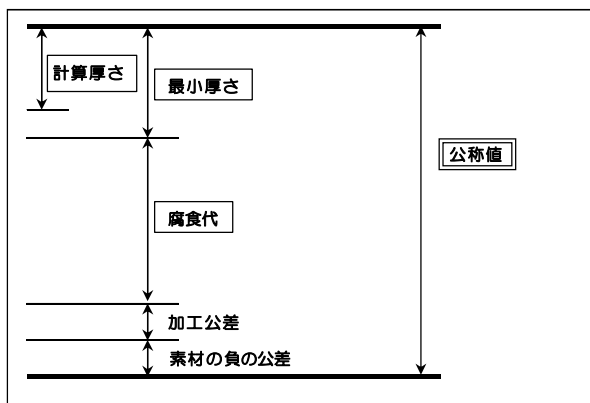 計算厚さ
最小厚さ
公称値
腐食代
加工公差
素材の負の公差